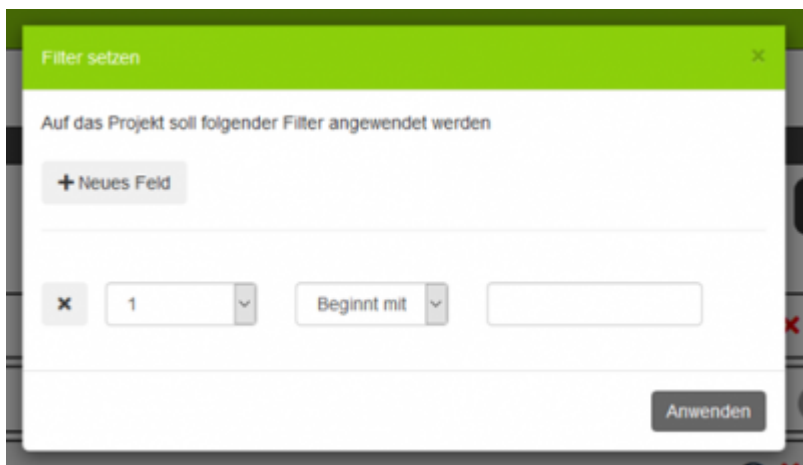 Filter setzen
Auf das Projekt soll folgender Filter angewendet werden
Neues Feld
1 Beginnt mit
Anwenden